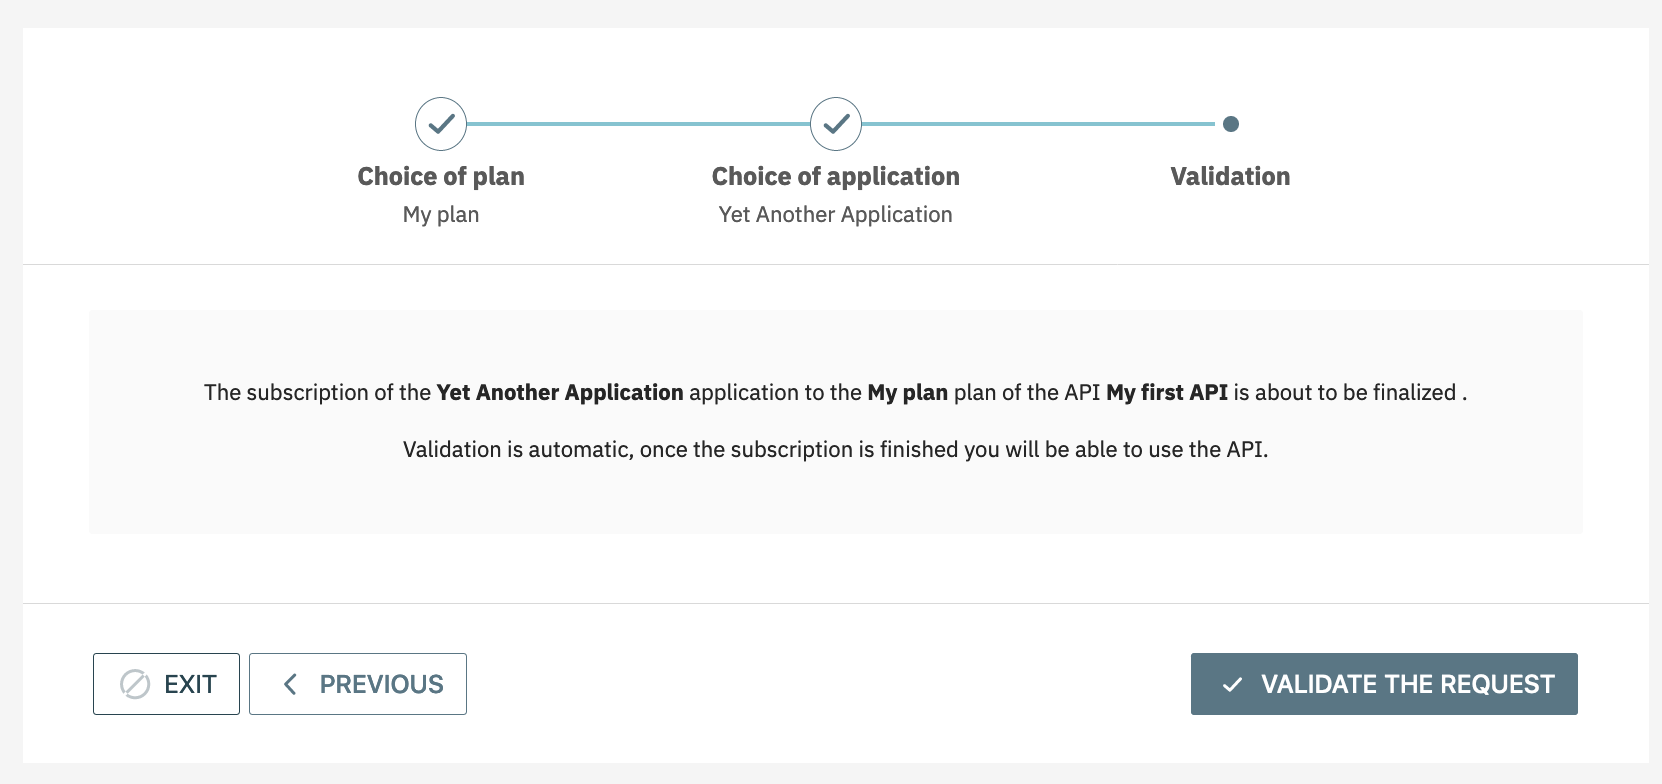 Choice of plan
Choice of application
Validation
My plan
Yet Another Application
The subscription of the Yet Another Application application to the My plan plan of the API My first API is about to be finalized .
Validation is automatic, once the subscription is finished you will be able to use the API.
EXIT
PREVIOUS
VALIDATE THE REQUEST